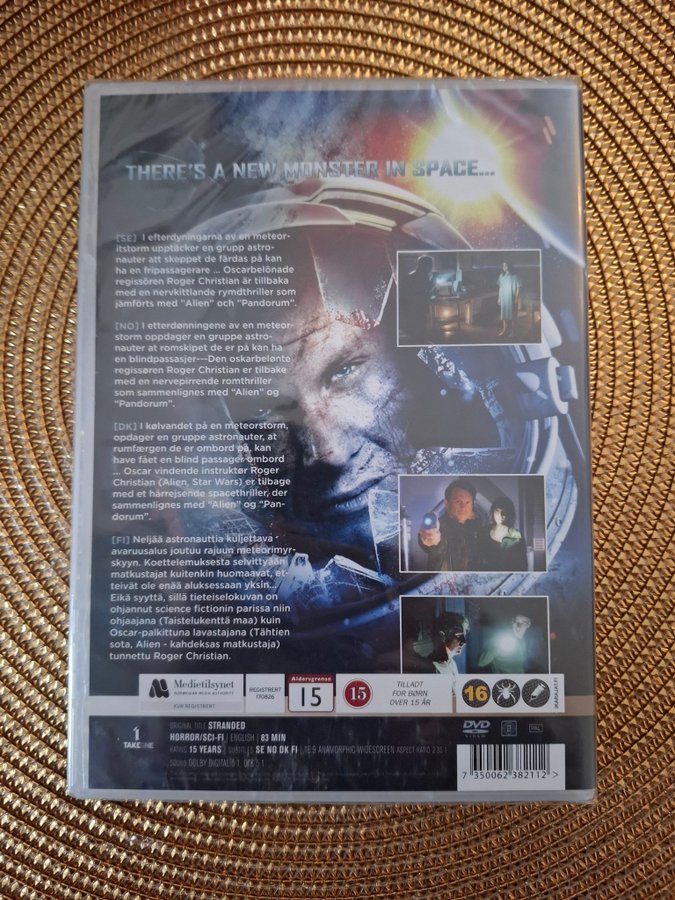 THERE'S A NEW MONSTER IN SPACE...
[SE] I efterdyningarna av en meteor-
itstorm upptäcker en grupp astro-
nauter att skeppet de färdas på kan
ha en fripassagerare ... Oscarbelönade
regissören Roger Christian är tillbaka
med en nervkittlande rymdthriller som
jämförts med "Alien" och "Pandorum".
[NO] I etterdønningene av en meteor-
storm oppdager en gruppe astro-
nauter at romskipet de er på kan ha
en blindpassasjer---Den oskarbelønte
regissøren Roger Christian er tilbake
med en nervepirrende romthriller
som sammenlignes med "Alien" og
"Pandorum".
[DK] I kølvandet på en meteorstorm,
opdager en gruppe astronauter, at
rumfærgen de er ombord på, kan
have fået en blind passager ombord
... Oscar vindende instruktør Roger
Christian (Alien, Star Wars) er tilbage
med et hårrejsende spacethriller, der
sammenlignes med "Alien" og "Pan-
dorum".
[FI] Neljää astronauttia kuljettava
avaruusalus joutuu rajuun meteorimyr-
skyyn. Koettelemuksesta selvittyään
matkustajat kuitenkin huomaavat, et-
teivät ole enää aluksessaan yksin...
Eikä syyttä, sillä tieteiselokuvan on
ohjannut science fictionin parissa niin
ohjaajana (Taistelukenttä maa) kuin
Oscar-palkittuna lavastajana (Tähtien
sota, Alien - kahdeksas matkustaja)
tunnettu Roger Christian.
Medietilsynet
NORWEGIAN MEDIA AUTHORITY
KUN REGISTRERT
REGISTRERT
170826
Aldersgrense
15
15
TILLADT
FOR BØRN
OVER 15 ÅR
16
IKARAJAT.FI
1
TAKEONE
ORIGINAL TITLE STRANDED
HORROR/SCI-FI | ENGLISH | 83 MIN
RATING 15 YEARS | SUBTITLES SE NO DK FI | 16:9 ANAMORPHIC WIDESCREEN ASPECT RATIO 2.35:1
SOUND DOLBY DIGITAL 5.1
DVD
VIDEO
2
PAL
7 350062 382112 >